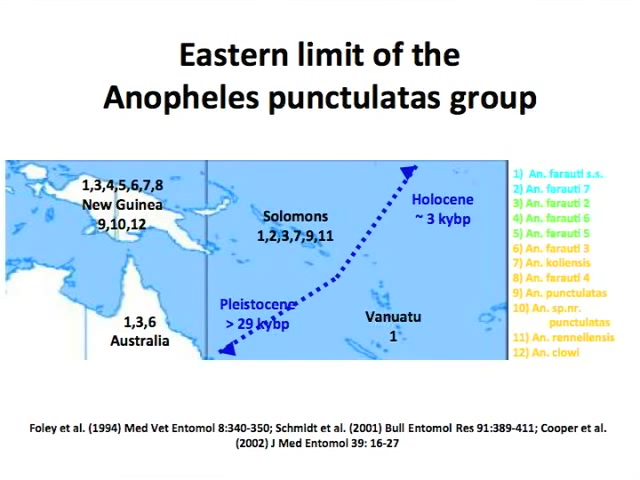 Eastern limit of the
Anopheles punctulatas group
1,3,4,5,6,7,8
New Guinea
9,10,12
Solomons
1,2,3,7,9,11
Holocene
~ 3 kybp
Pleistocene
> 29 kybp
1,3,6
Australia
Vanuatu
1
1) An. farauti s.s.
2) An. farauti 7
3) An. farauti 2
4) An. farauti 6
5) An. farauti 5
6) An. farauti 3
7) An. koliensis
8) An. farauti 4
9) An. punctulatas
10) An. sp.nr.
punctulatas
11) An. rennellensis
12) An. clowi
Foley et al. (1994) Med Vet Entomol 8:340-350; Schmidt et al. (2001) Bull Entomol Res 91:389-411; Cooper et al.
(2002) J Med Entomol 39: 16-27